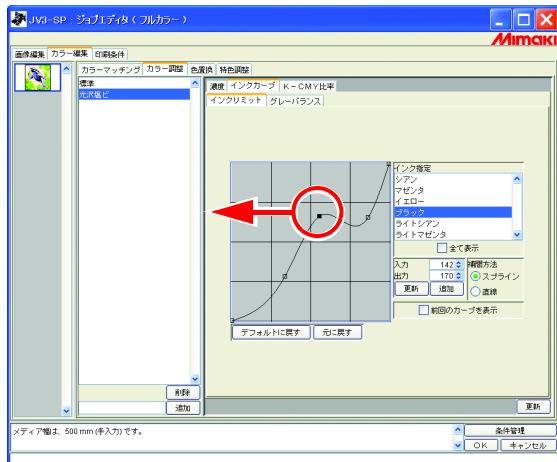 JV3-SP : ジョブエディタ ( フルカラー )
Mimaki
画像編集 カラー編集 印刷条件
カラーマッチング カラー調整 色置換 特色調整
標準
光沢塩ビ
濃度 インクカーブ K－CMY比率
インクリミット グレーバランス
インク指定
シアン
マゼンタ
イエロー
ブラック
ライトシアン
ライトマゼンタ
全て表示
入力 142
出力 170
更新 追加
補間方法
スプライン
直線
前回のカーブを表示
デフォルトに戻す 元に戻す
削除
追加
更新
メディア幅は、500 mm (手入力) です。
条件管理
OK キャンセル